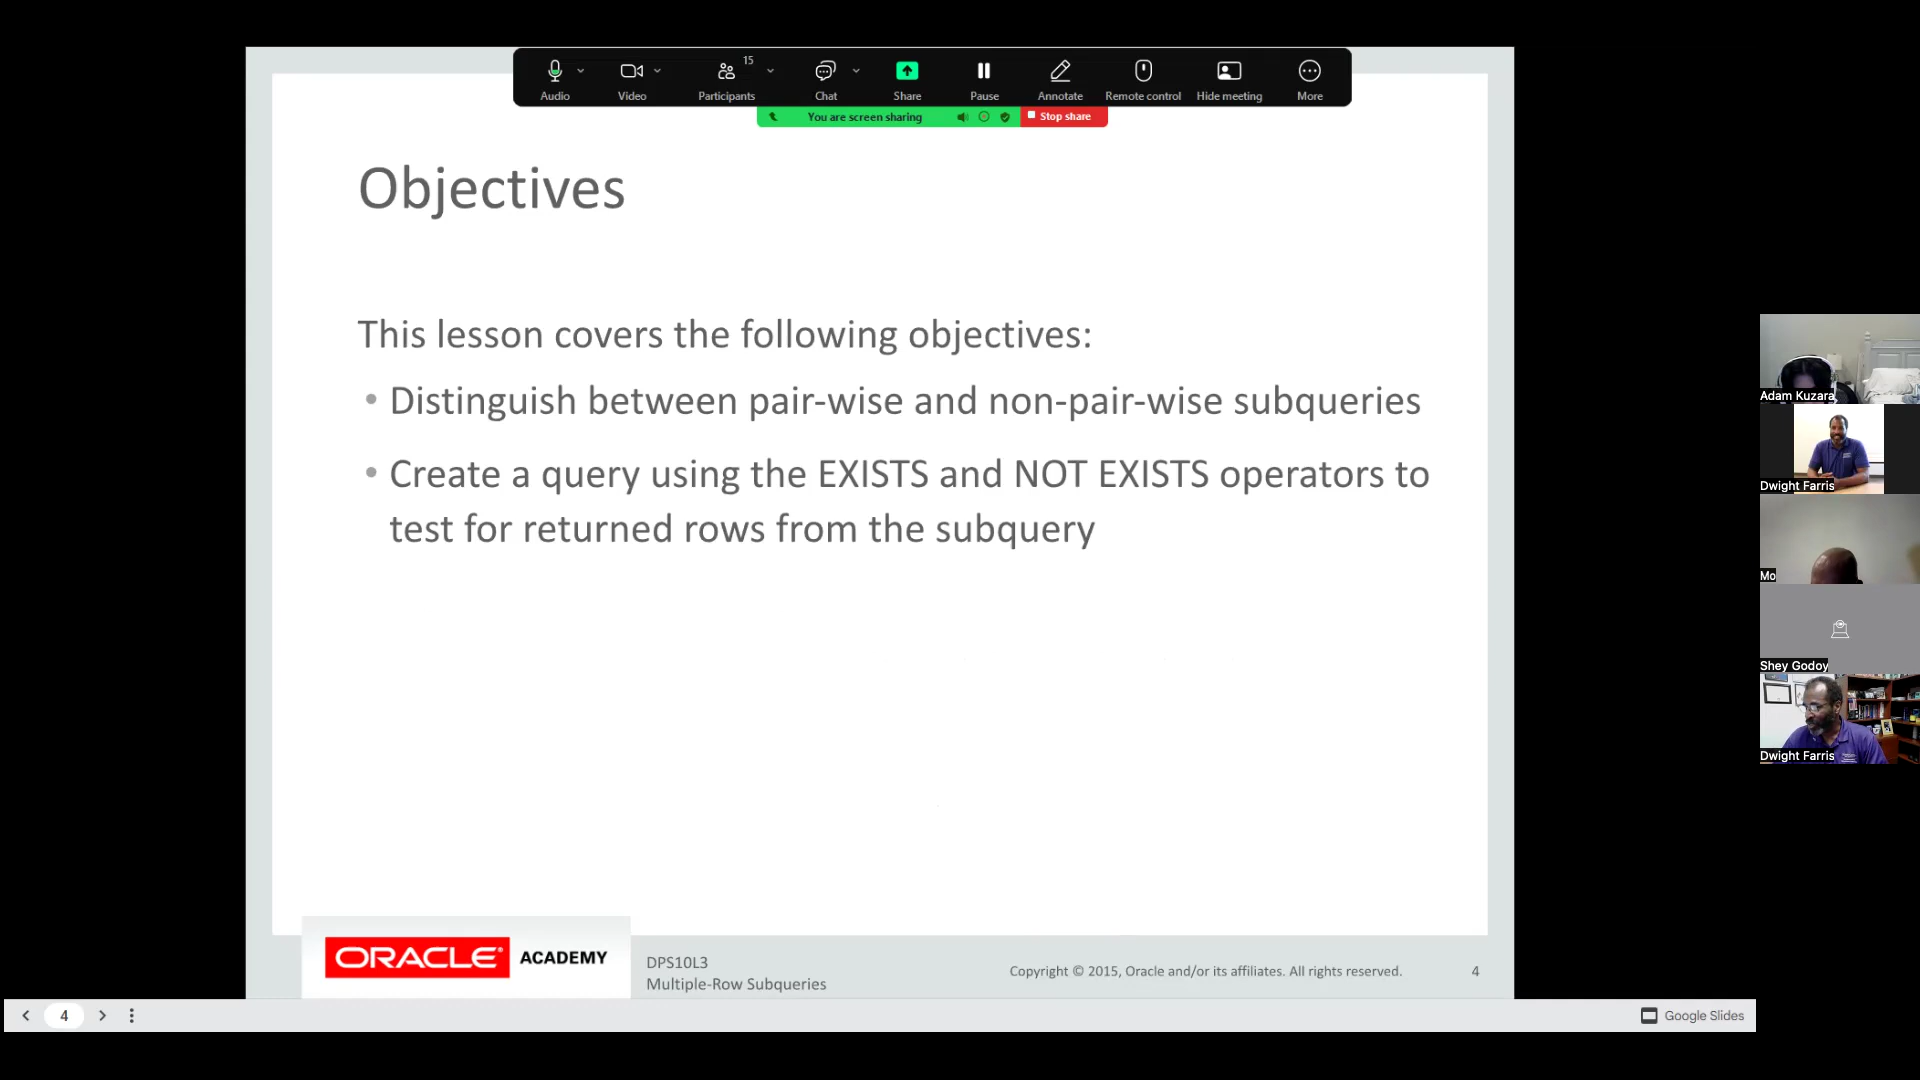 15
Audio
Video
Participants
Chat
Share
Pause
Annotate
Remote control
Hide meeting
More
You are screen sharing
Stop share
Objectives
This lesson covers the following objectives:
• Distinguish between pair-wise and non-pair-wise subqueries
• Create a query using the EXISTS and NOT EXISTS operators to
test for returned rows from the subquery
Adam Kuzara
Dwight Farris
Mo
Shey Godoy
Dwight Farris
ORACLE® ACADEMY
DPS10L3
Multiple-Row Subqueries
Copyright © 2015, Oracle and/or its affiliates. All rights reserved.
4
4
Google Slides